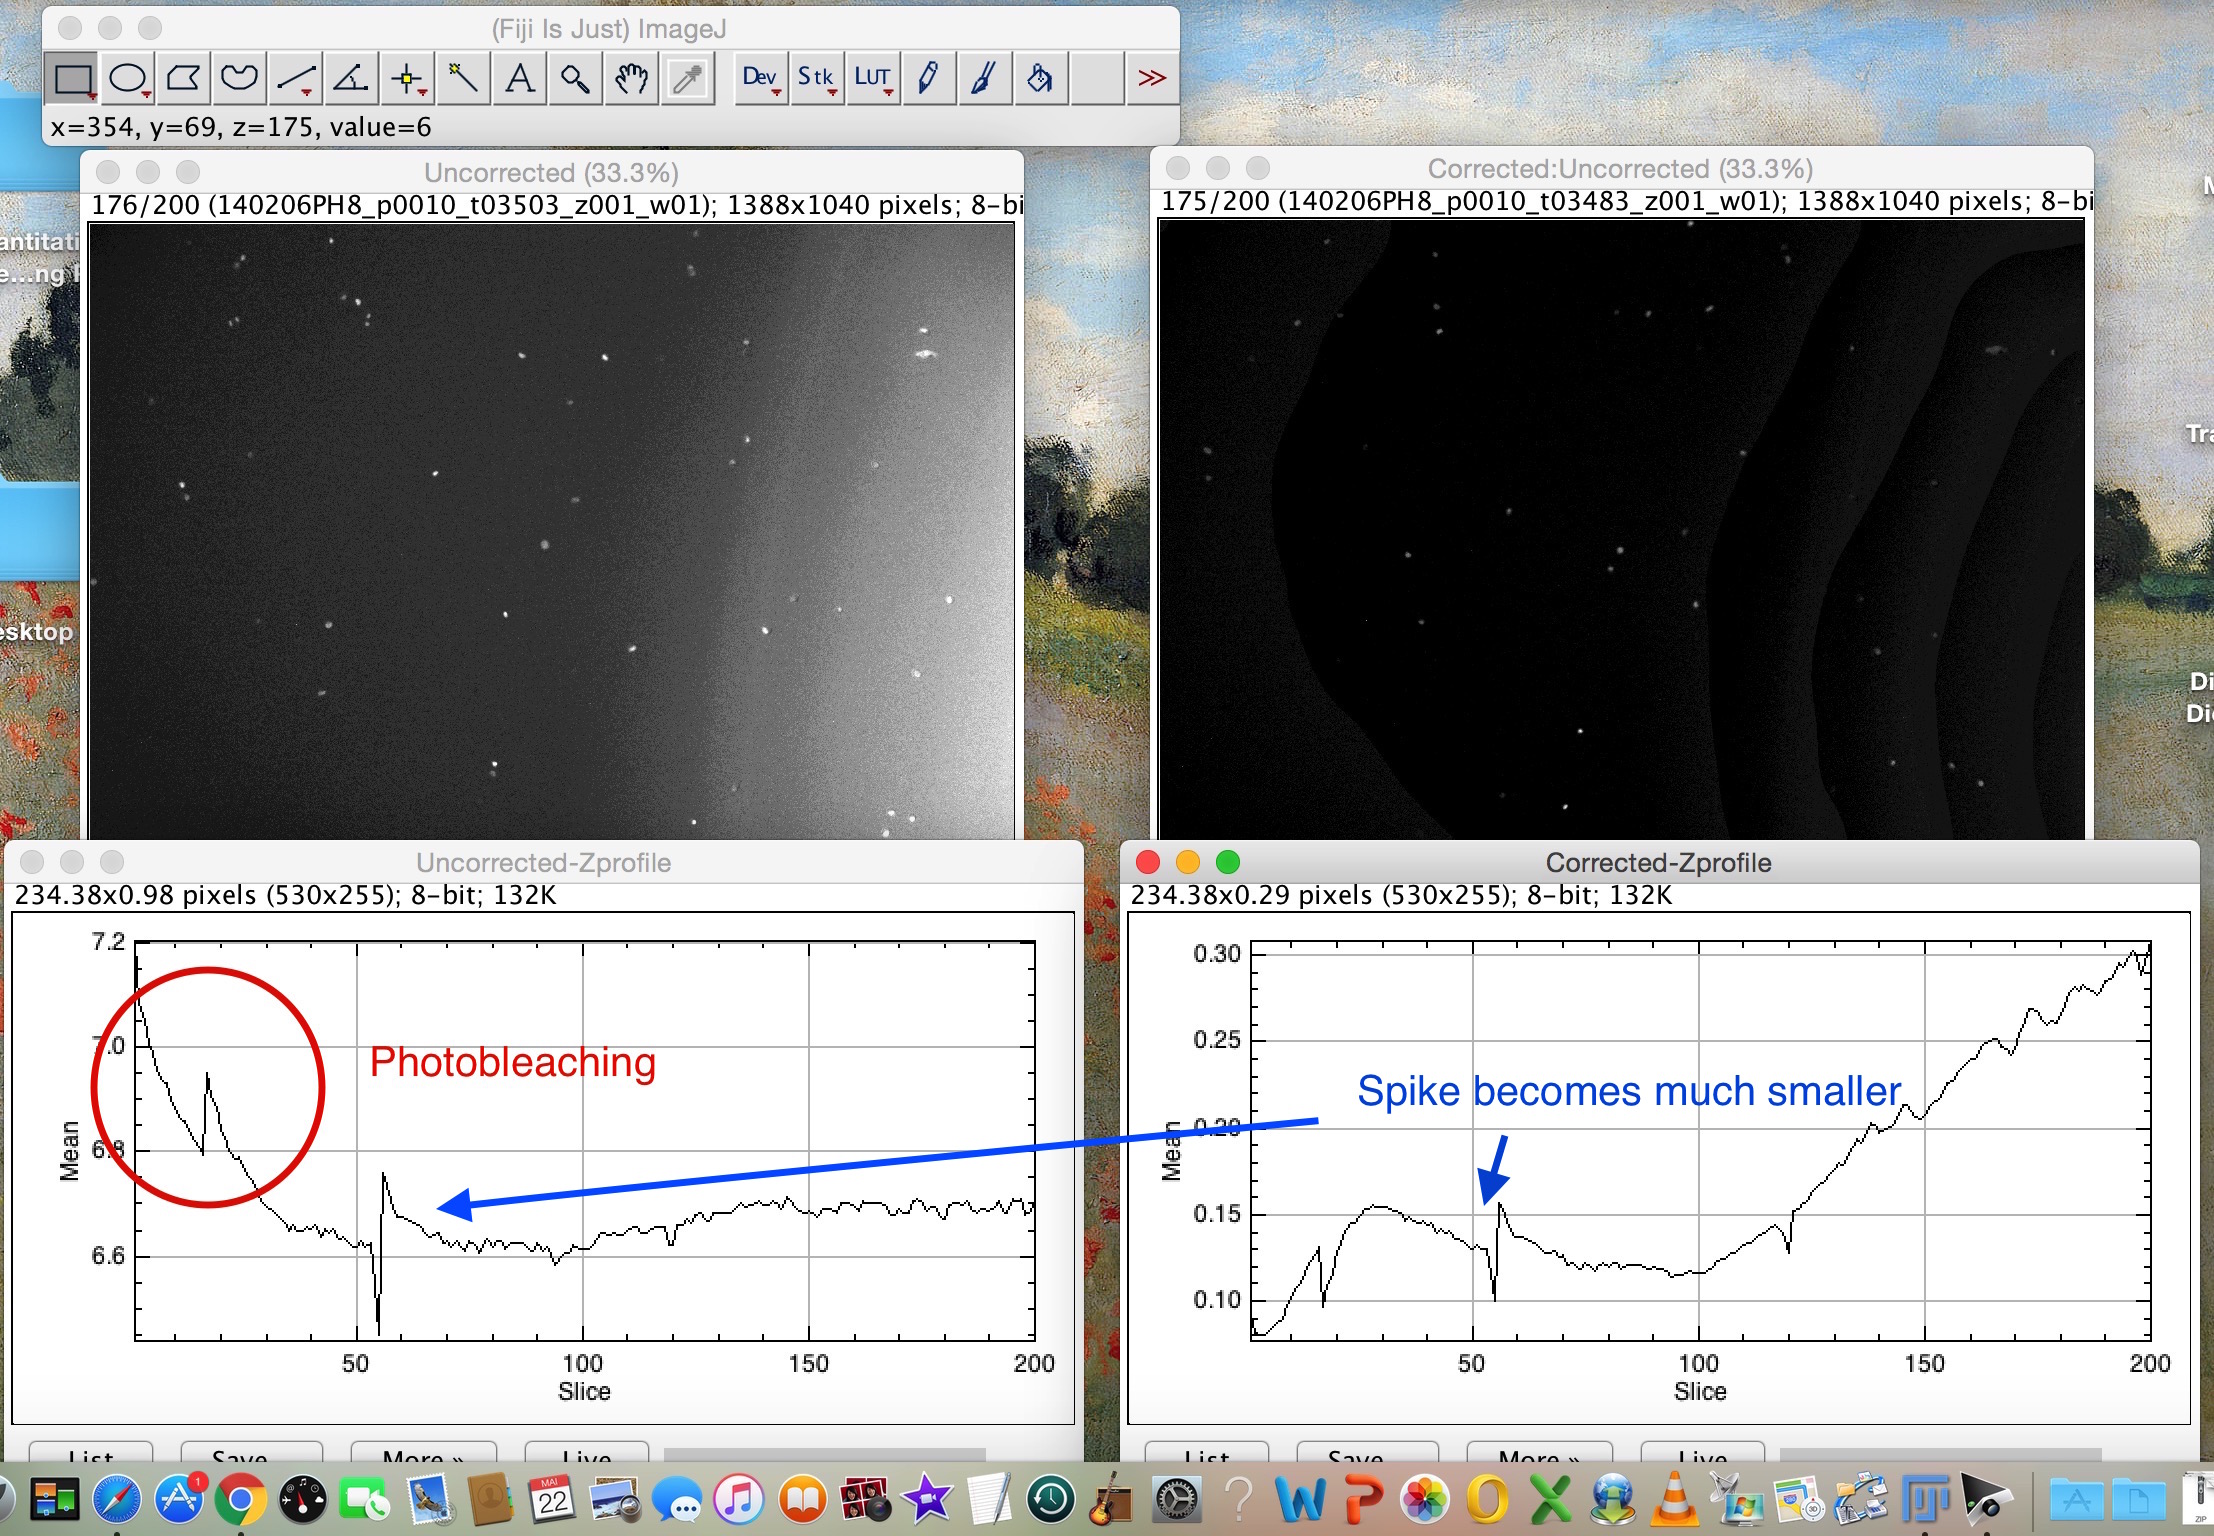 (Fiji Is Just) ImageJ
Dev Stk LUT >>
x=354, y=69, z=175, value=6
Uncorrected (33.3%)
176/200 (140206PH8_p0010_t03503_z001_w01); 1388x1040 pixels; 8-bi
Corrected:Uncorrected (33.3%)
175/200 (140206PH8_p0010_t03483_z001_w01); 1388x1040 pixels; 8-bi
antitati
e...ng
esktop
Tra
Di
Di
Uncorrected-Zprofile
234.38x0.98 pixels (530x255); 8-bit; 132K
7.2
7.0
6.8
6.6
Mean
50 100 150 200
Slice
Photobleaching
List Save More » Live
Corrected-Zprofile
234.38x0.29 pixels (530x255); 8-bit; 132K
0.30
0.25
0.20
0.15
0.10
Mean
50 100 150 200
Slice
Spike becomes much smaller
List Save More » Live
1
MAI
22
ZIP